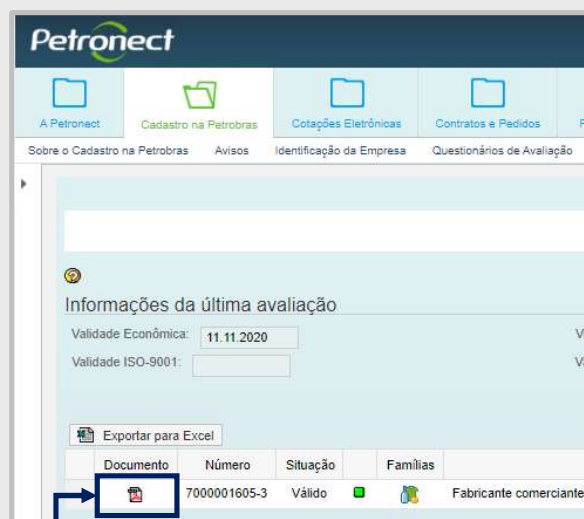 Petronect
A Petronect Cadastro na Petrobras Cotações Eletrônicas Contratos e Pedidos
Sobre o Cadastro na Petrobras Avisos Identificação da Empresa Questionários de Avaliação
Informações da última avaliação
Validade Econômica: 11.11.2020
Validade ISO-9001:
Exportar para Excel
Documento Número Situação Famílias
7000001605-3 Válido Fabricante comerciante